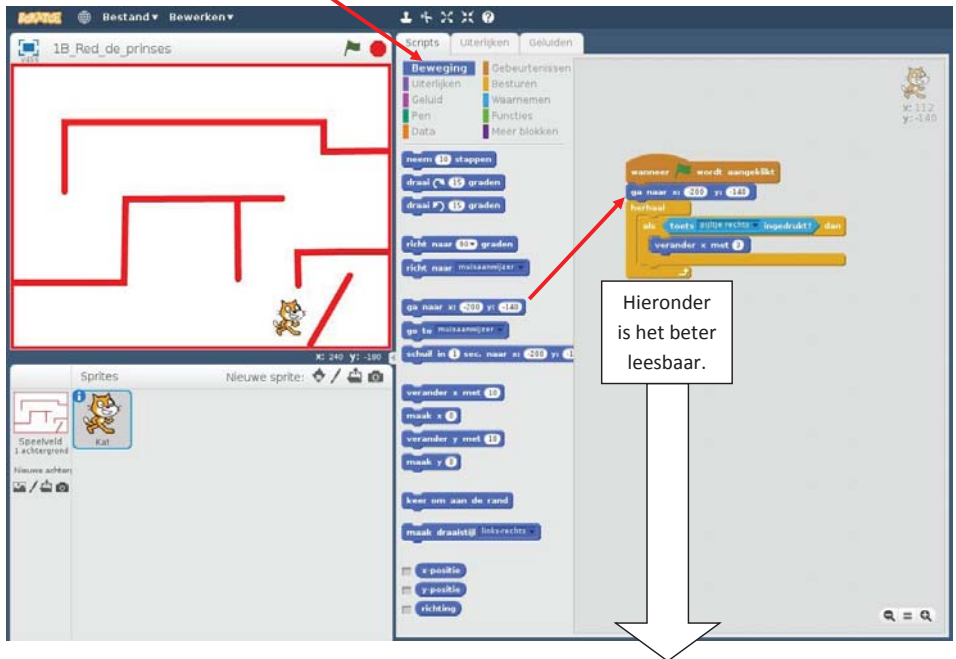 SCRATCH
Bestand▼ Bewerken▼
1B_Red_de_prinses
v455
X: 240 y: -180
Sprites
Nieuwe sprite:
Speelveld
1 achtergrond
Nieuwe achter
Kat
Scripts
Uiterlijken
Geluiden
Beweging
Gebeurtenissen
Uiterlijken
Besturen
Geluid
Waarnemen
Pen
Functies
Data
Meer blokken
neem 10 stappen
draai 15 graden
draai 15 graden
richt naar 90▼ graden
richt naar muisaanwijzer
ga naar x: -200 y: -140
go to muisaanwijzer
schuif in 1 sec. naar x: -200 y: -1
verander x met 10
maak x 0
verander y met 10
maak y 0
keer om aan de rand
maak draaistijl links-rechts
x-positie
y-positie
richting
x: 112
y: -140
wanneer wordt aangeklikt
ga naar x: -200 y: -140
herhaal
als toets pijltje rechts ingedrukt? dan
verander x met 3
Hieronder
is het beter
leesbaar.